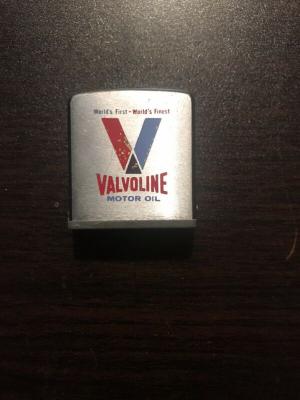 World's First - World's Finest
VALVOLINE
MOTOR OIL